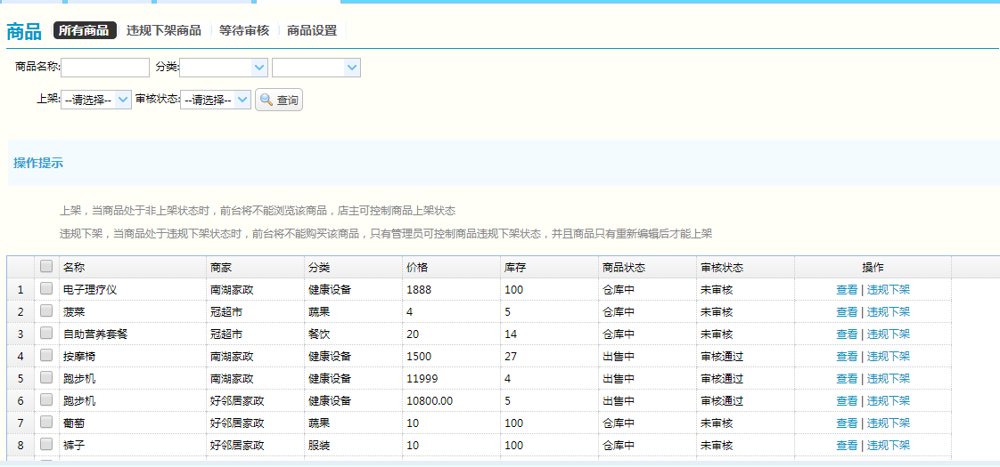 商品 所有商品 违规下架商品 等待审核 商品设置
商品名称: 分类:
上架: --请选择-- 审核状态: --请选择-- 查询
操作提示
上架，当商品处于非上架状态时，前台将不能浏览该商品，店主可控制商品上架状态
违规下架，当商品处于违规下架状态时，前台将不能购买该商品，只有管理员可控制商品违规下架状态，并且商品只有重新编辑后才能上架
名称 商家 分类 价格 库存 商品状态 审核状态 操作
1 电子理疗仪 南湖家政 健康设备 1888 100 仓库中 未审核 查看 | 违规下架
2 菠菜 冠超市 蔬果 4 5 仓库中 未审核 查看 | 违规下架
3 自助营养套餐 冠超市 餐饮 20 14 仓库中 未审核 查看 | 违规下架
4 按摩椅 南湖家政 健康设备 1500 27 出售中 审核通过 查看 | 违规下架
5 跑步机 南湖家政 健康设备 11999 4 出售中 审核通过 查看 | 违规下架
6 跑步机 好邻居家政 健康设备 10800.00 5 出售中 审核通过 查看 | 违规下架
7 葡萄 好邻居家政 蔬果 10 100 仓库中 未审核 查看 | 违规下架
8 裤子 好邻居家政 服装 10 100 仓库中 未审核 查看 | 违规下架